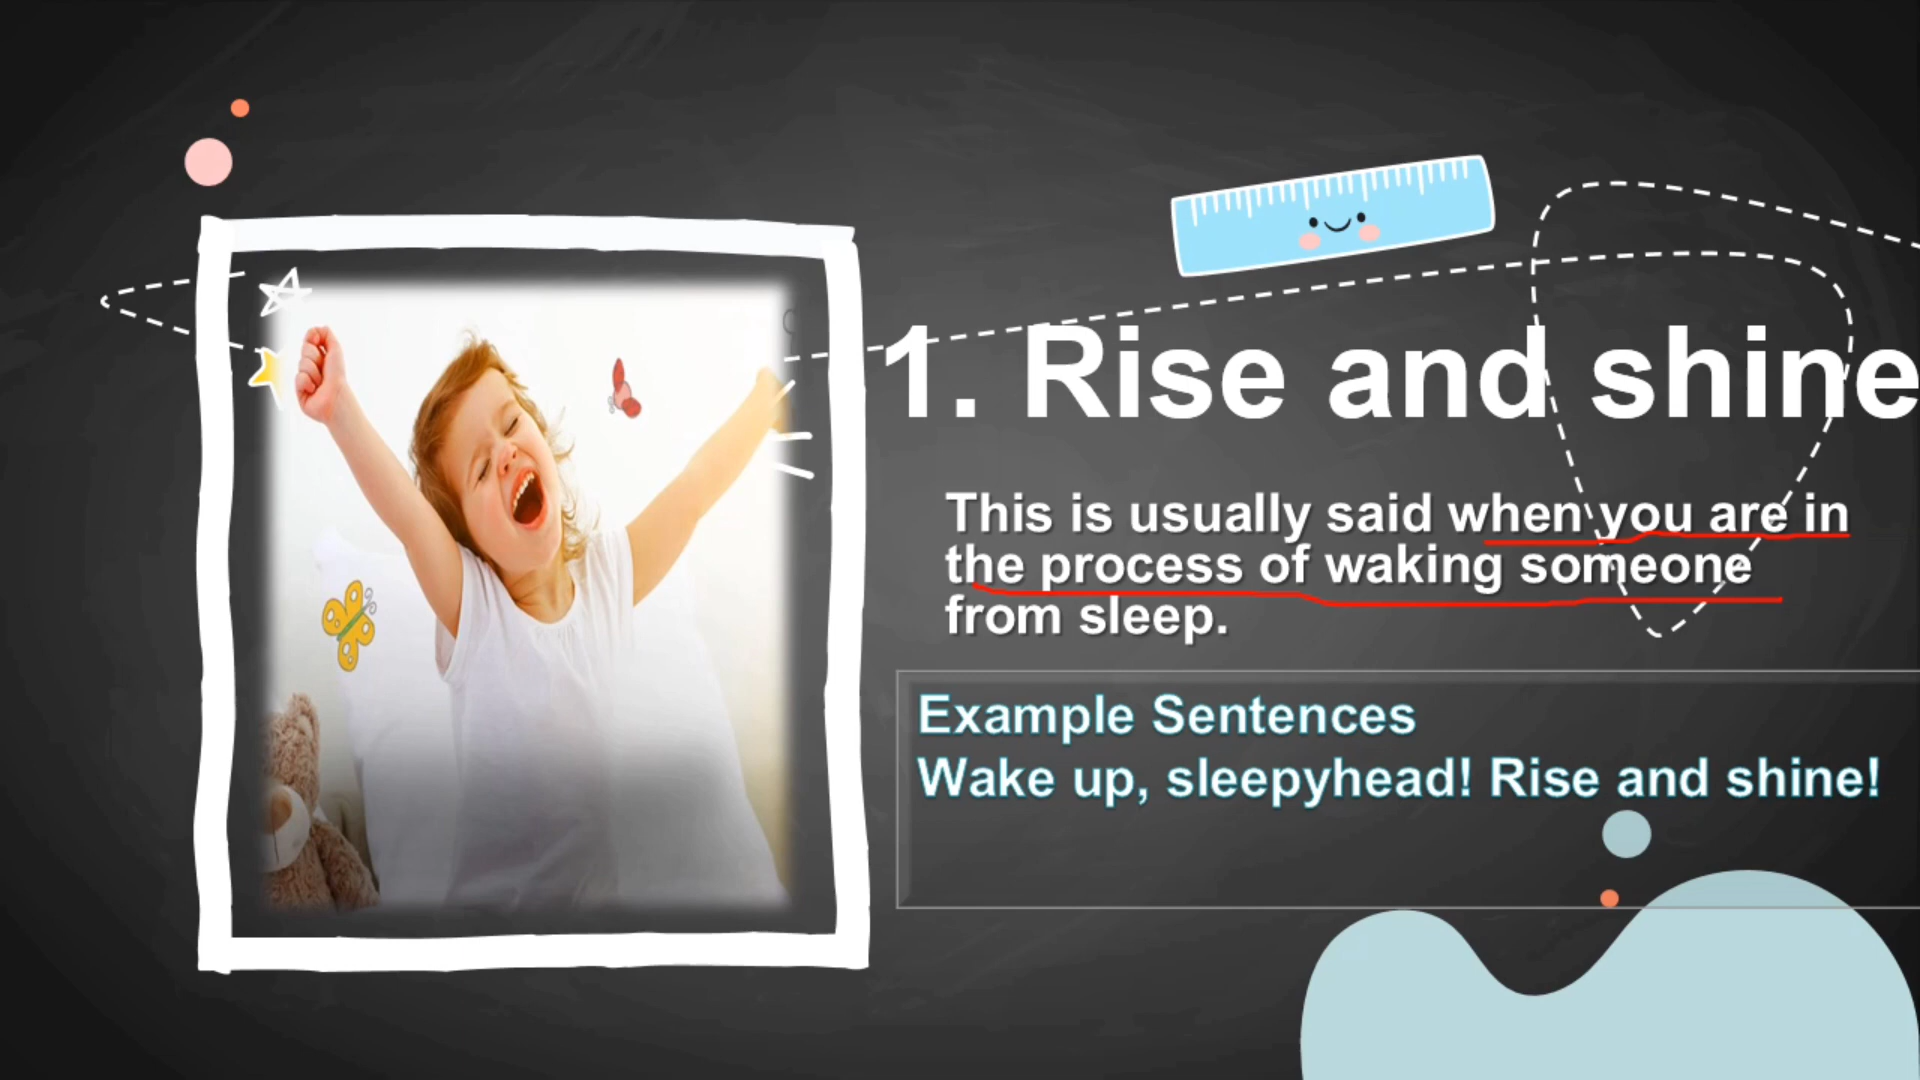 1. Rise and shine
This is usually said when you are in
the process of waking someone
from sleep.
Example Sentences
Wake up, sleepyhead! Rise and shine!